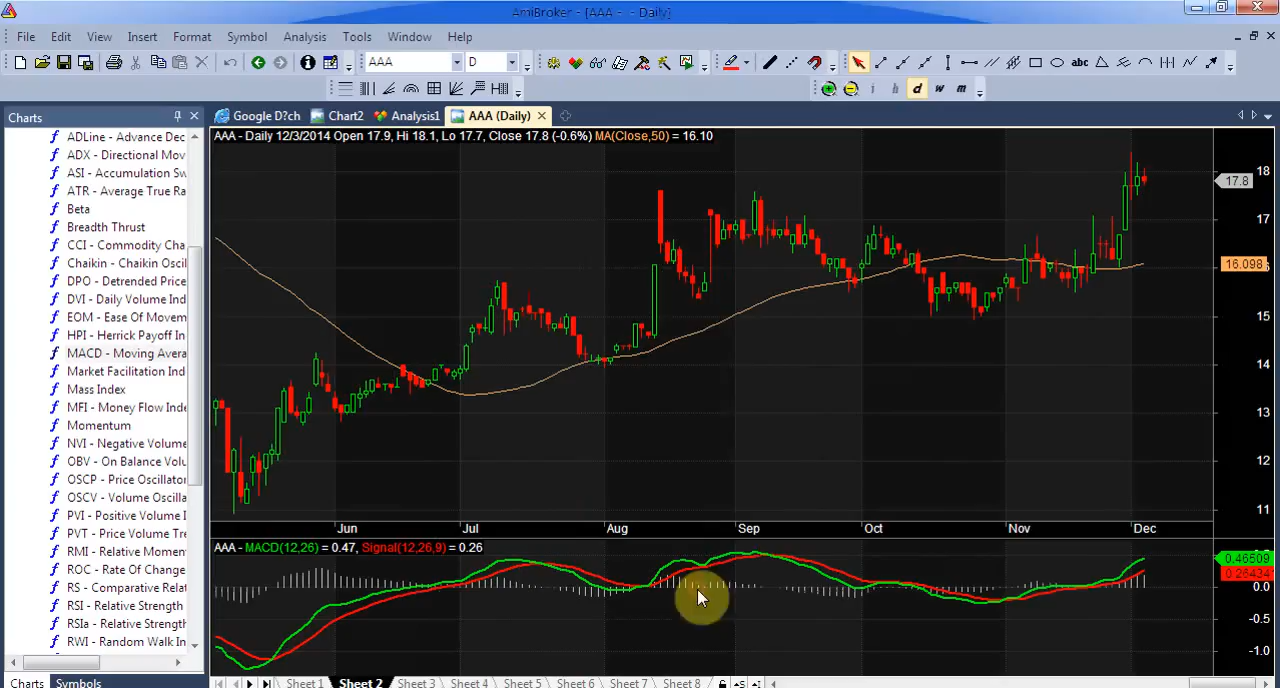 AmiBroker - [AAA - - Daily]
File Edit View Insert Format Symbol Analysis Tools Window Help
AAA D
abc
i h d w m
Charts
Google D?ch Chart2 Analysis1 AAA (Daily)
ADLine - Advance Dec
ADX - Directional Mov
ASI - Accumulation Sw
ATR - Average True Ra
Beta
Breadth Thrust
CCI - Commodity Cha
Chaikin - Chaikin Oscil
DPO - Detrended Price
DVI - Daily Volume Ind
EOM - Ease Of Movem
HPI - Herrick Payoff In
MACD - Moving Avera
Market Facilitation Ind
Mass Index
MFI - Money Flow Inde
Momentum
NVI - Negative Volume
OBV - On Balance Volu
OSCP - Price Oscillator
OSCV - Volume Oscilla
PVI - Positive Volume I
PVT - Price Volume Tre
RMI - Relative Momen
ROC - Rate Of Change
RS - Comparative Rela
RSI - Relative Strength
RSIa - Relative Strength
RWI - Random Walk In
Charts Symbols
AAA - Daily 12/3/2014 Open 17.9, Hi 18.1, Lo 17.7, Close 17.8 (-0.6%) MA(Close,50) = 16.10
18
17.8
17
16.098
15
14
13
12
11
Jun Jul Aug Sep Oct Nov Dec
AAA - MACD(12,26) = 0.47, Signal(12,26,9) = 0.26
0.46509
0.26434
0.0
-0.5
-1.0
Sheet 1 Sheet 2 Sheet 3 Sheet 4 Sheet 5 Sheet 6 Sheet 7 Sheet 8